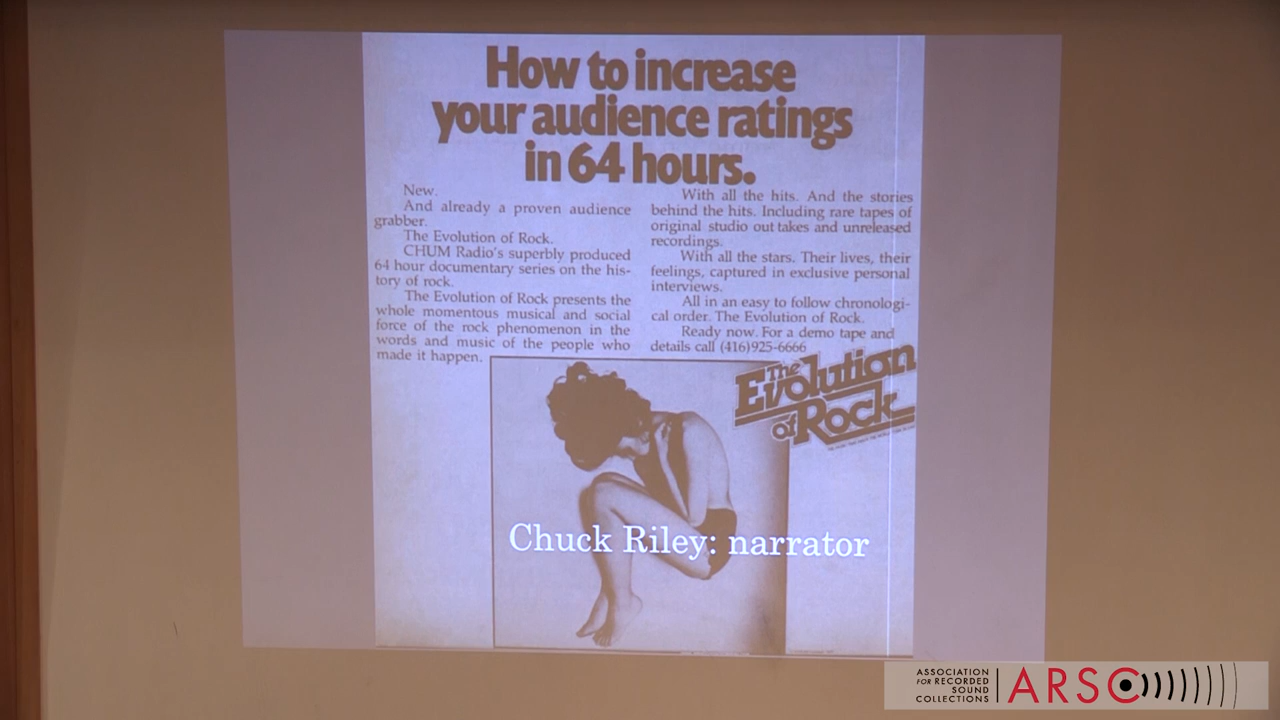 How to increase
your audience ratings
in 64 hours.
New.
And already a proven audience
grabber.
The Evolution of Rock.
CHUM Radio's superbly produced
64 hour documentary series on the his-
tory of rock.
The Evolution of Rock presents the
whole momentous musical and social
force of the rock phenomenon in the
words and music of the people who
made it happen.
With all the hits. And the stories
behind the hits. Including rare tapes of
original studio out takes and unreleased
recordings.
With all the stars. Their lives, their
feelings, captured in exclusive personal
interviews.
All in an easy to follow chronologi-
cal order. The Evolution of Rock.
Ready now. For a demo tape and
details call (416)925-6666
The
Evolution
of Rock
Chuck Riley: narrator
ASSOCIATION
FOR RECORDED
SOUND
COLLECTIONS
ARSC